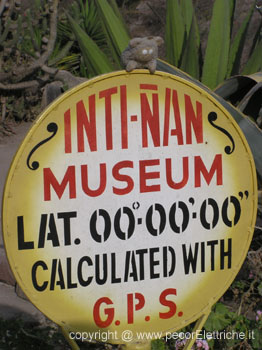 INTI-ÑAN
MUSEUM
LAT. 00°00'00"
CALCULATED WITH
G.P.S.
copyright @ www.pecorElettriche.it